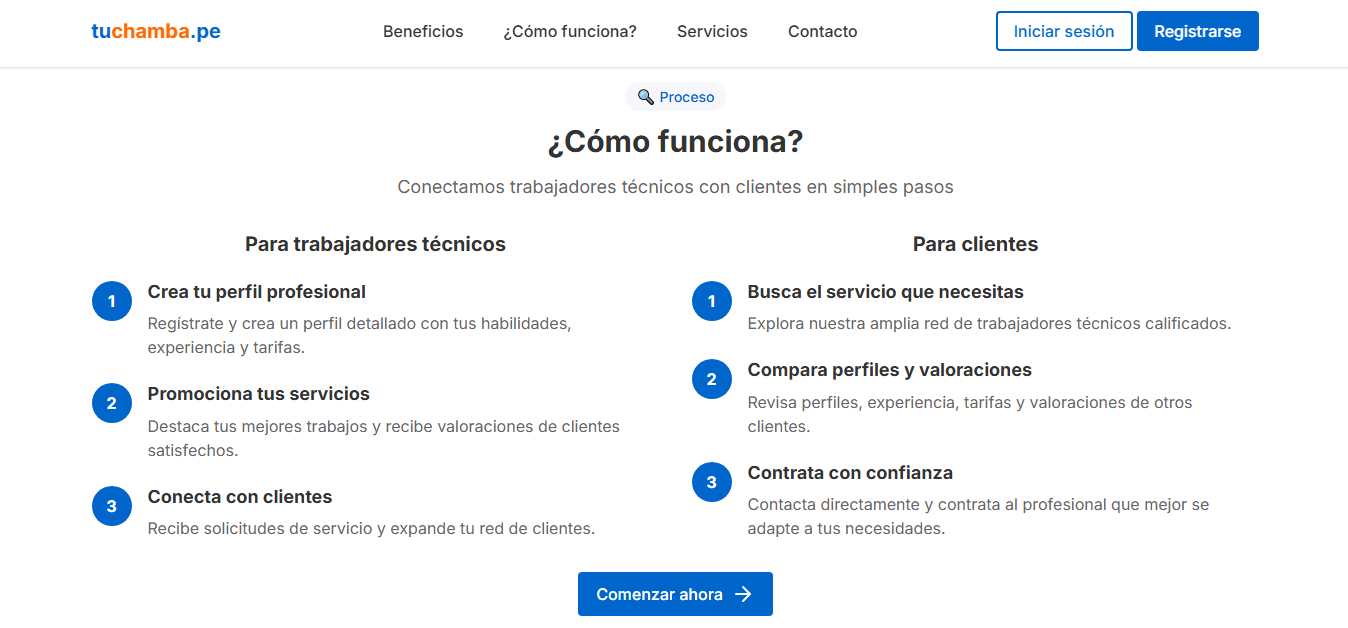 tuchamba.pe
Beneficios
¿Cómo funciona?
Servicios
Contacto
Iniciar sesión
Registrarse
Proceso
¿Cómo funciona?
Conectamos trabajadores técnicos con clientes en simples pasos
Para trabajadores técnicos
1
Crea tu perfil profesional
Regístrate y crea un perfil detallado con tus habilidades,
experiencia y tarifas.
2
Promociona tus servicios
Destaca tus mejores trabajos y recibe valoraciones de clientes
satisfechos.
3
Conecta con clientes
Recibe solicitudes de servicio y expande tu red de clientes.
Para clientes
1
Busca el servicio que necesitas
Explora nuestra amplia red de trabajadores técnicos calificados.
2
Compara perfiles y valoraciones
Revisa perfiles, experiencia, tarifas y valoraciones de otros
clientes.
3
Contrata con confianza
Contacta directamente y contrata al profesional que mejor se
adapte a tus necesidades.
Comenzar ahora